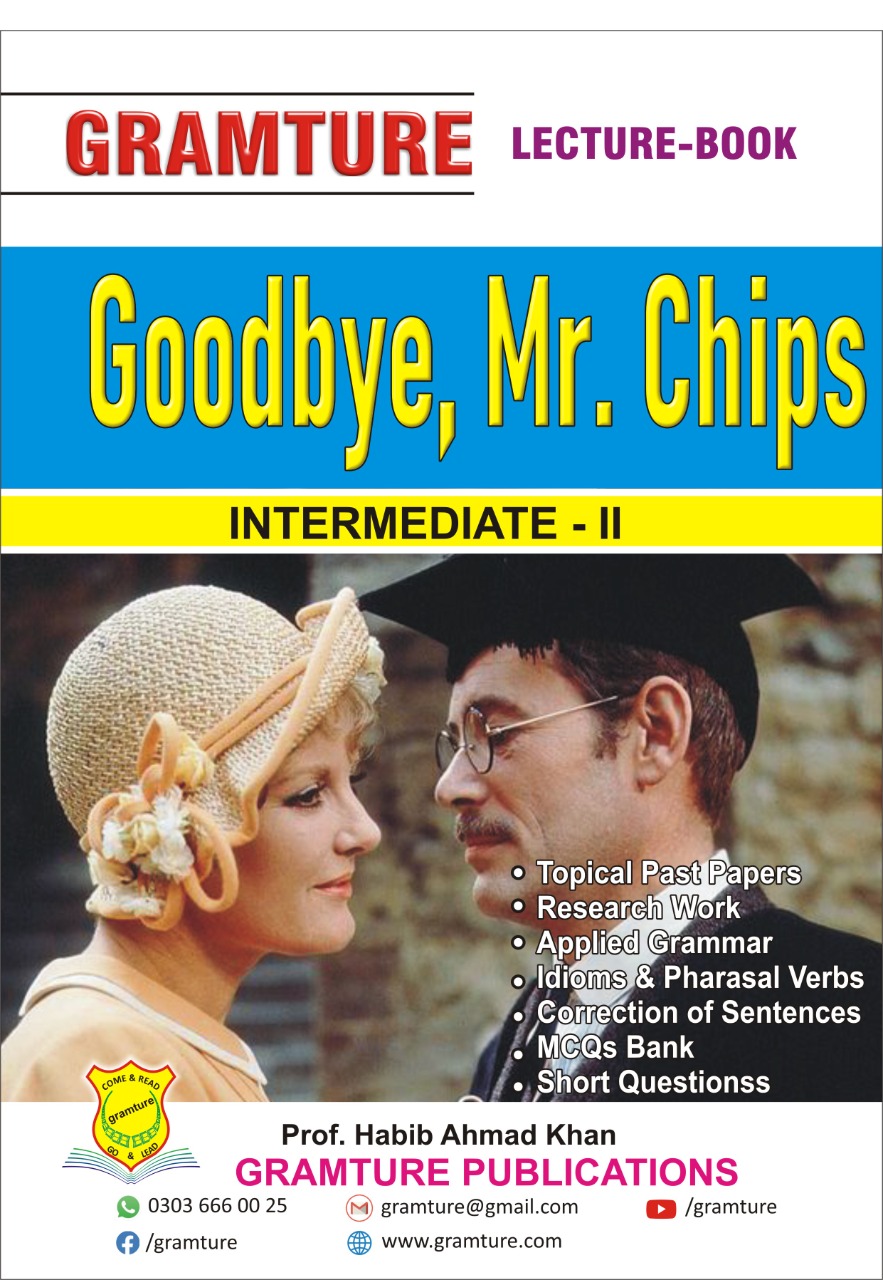 GRAMTURE LECTURE-BOOK
Goodbye, Mr. Chips
INTERMEDIATE - II
• Topical Past Papers
• Research Work
• Applied Grammar
• Idioms & Pharasal Verbs
• Correction of Sentences
• MCQs Bank
• Short Questionss
COME & READ
gramture
GO & LEAD
Prof. Habib Ahmad Khan
GRAMTURE PUBLICATIONS
0303 666 00 25 gramture@gmail.com /gramture
/gramture www.gramture.com